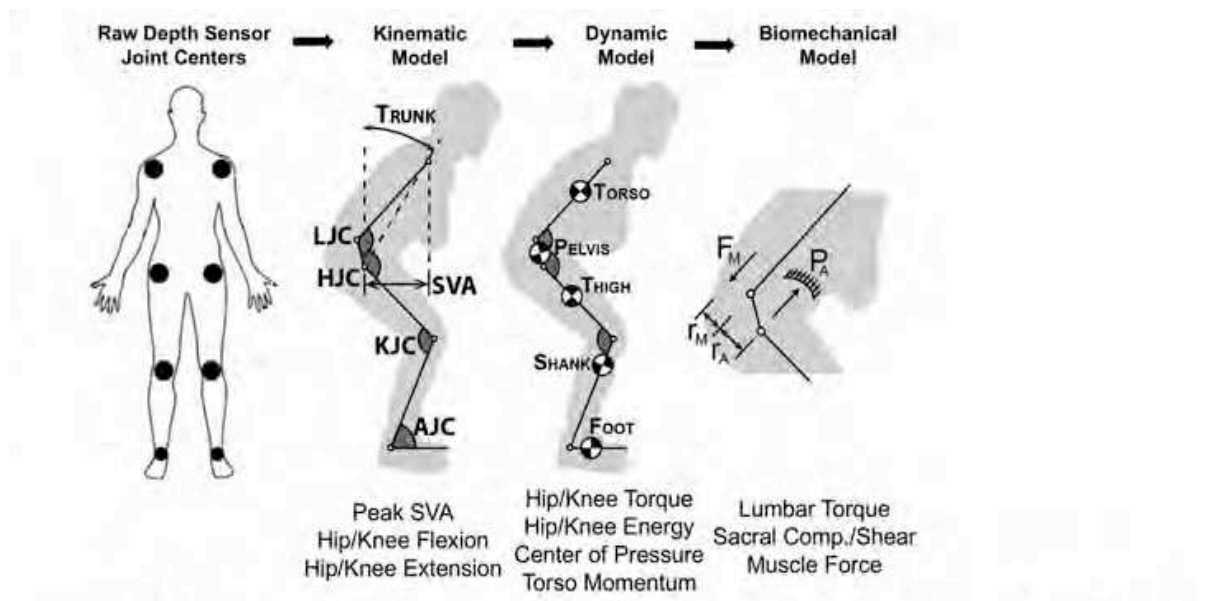 Raw Depth Sensor
Joint Centers
Kinematic
Model
Dynamic
Model
Biomechanical
Model
TRUNK
LJC
HJC
SVA
KJC
AJC
TORSO
PELVIS
THIGH
SHANK
FOOT
FM
PA
rM
rA
Peak SVA
Hip/Knee Flexion
Hip/Knee Extension
Hip/Knee Torque
Hip/Knee Energy
Center of Pressure
Torso Momentum
Lumbar Torque
Sacral Comp./Shear
Muscle Force